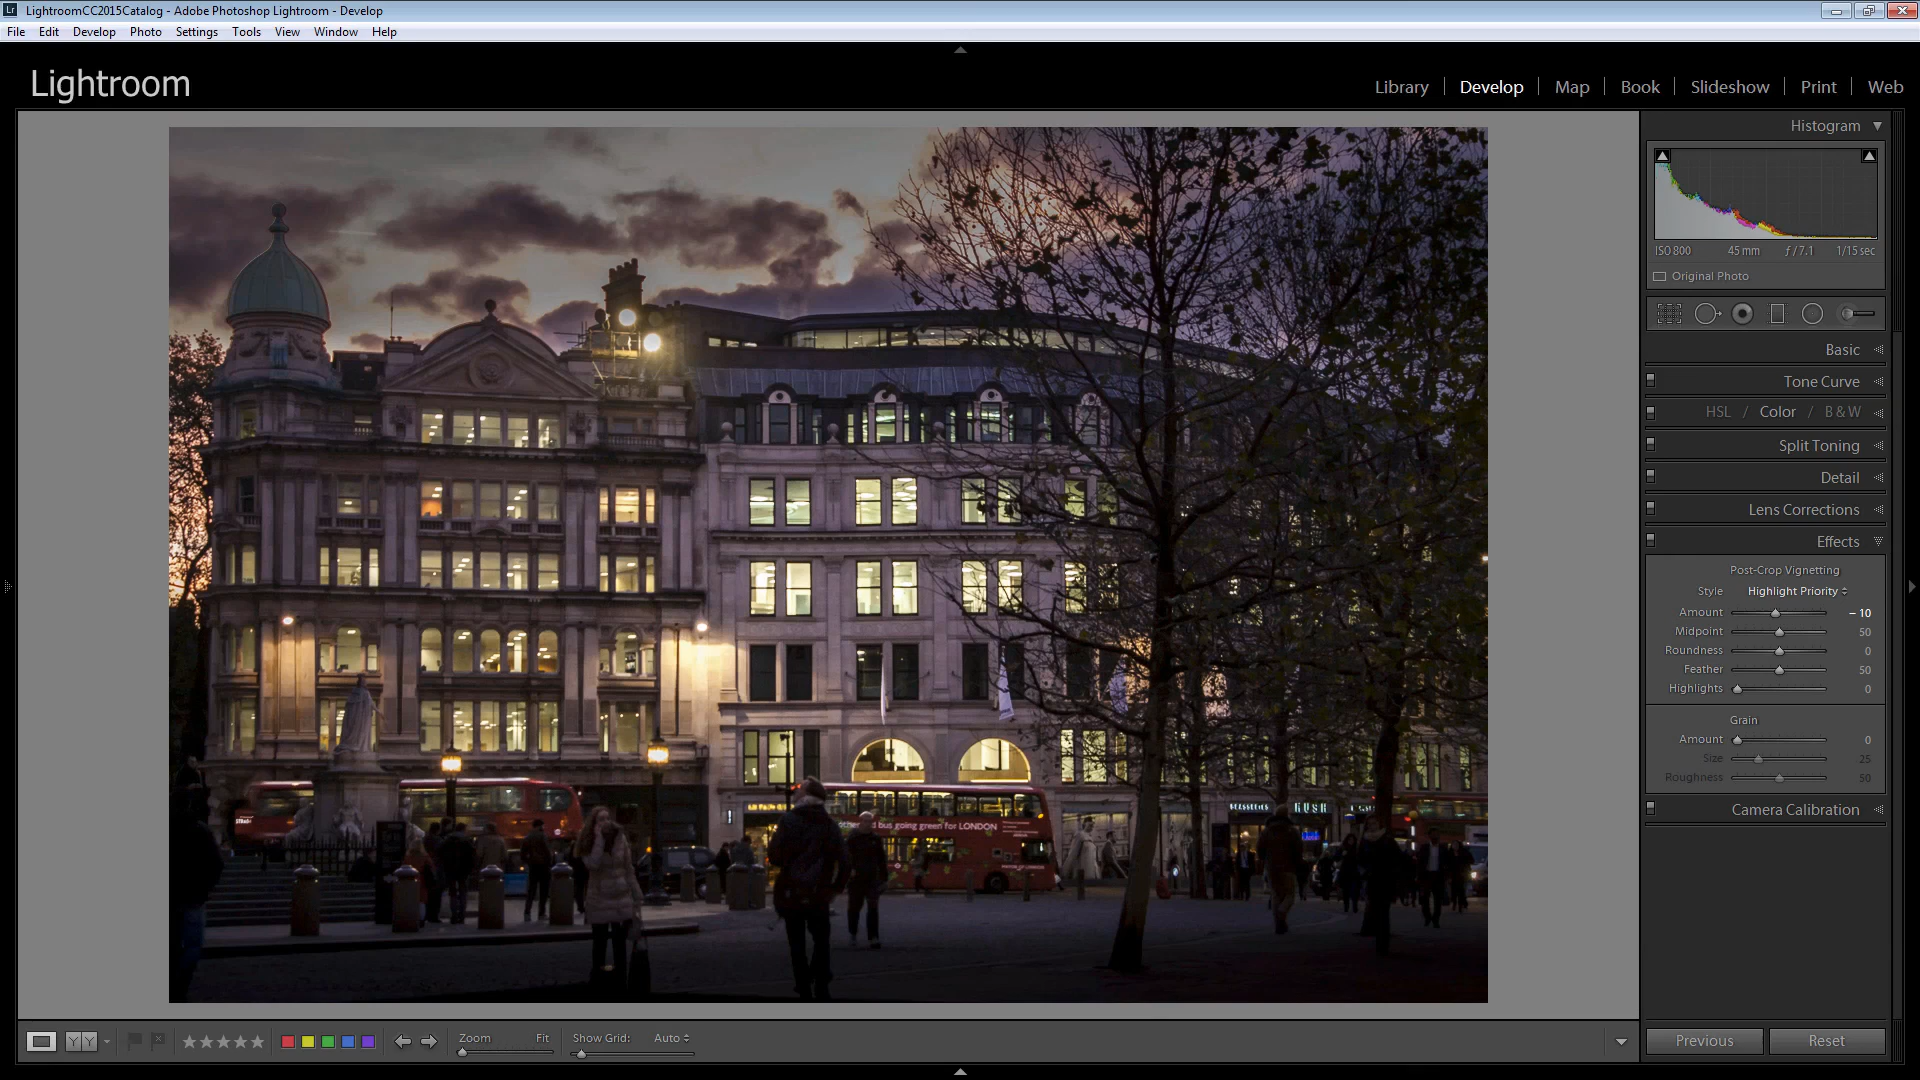 LightroomCC2015Catalog - Adobe Photoshop Lightroom - Develop
File Edit Develop Photo Settings Tools View Window Help
Lightroom
Library Develop Map Book Slideshow Print Web
Histogram
ISO 800 45 mm ƒ / 7.1 1/15 sec
Original Photo
Basic
Tone Curve
HSL / Color / B & W
Split Toning
Detail
Lens Corrections
Effects
Post-Crop Vignetting
Style Highlight Priority
Amount – 10
Midpoint 50
Roundness 0
Feather 50
Highlights 0
Grain
Amount 0
Size 25
Roughness 50
Camera Calibration
bus going green for LONDON
Previous Reset
Zoom Fit Show Grid: Auto